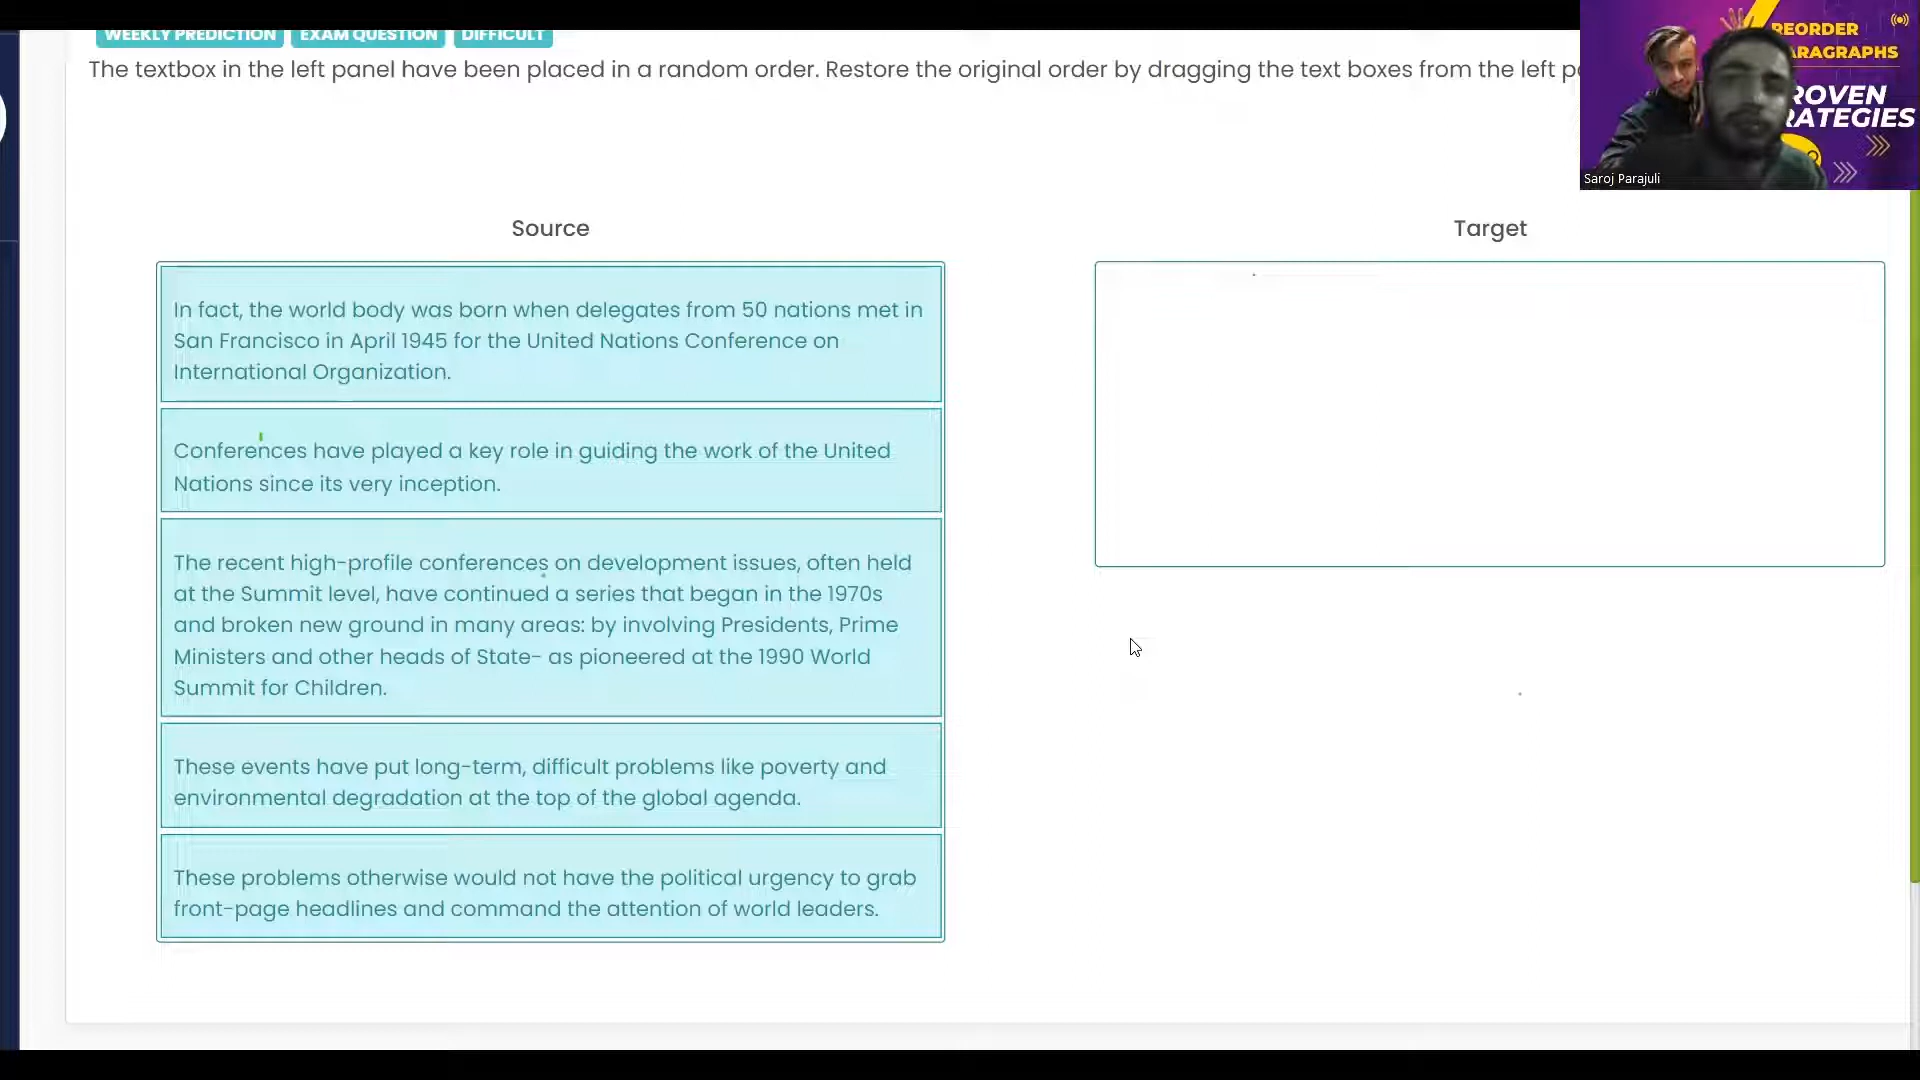 WEEKLY PREDICTION EXAM QUESTION DIFFICULT
The textbox in the left panel have been placed in a random order. Restore the original order by dragging the text boxes from the left
REORDER
PARAGRAPHS
PROVEN
STRATEGIES
Saroj Parajuli
Source
Target
In fact, the world body was born when delegates from 50 nations met in
San Francisco in April 1945 for the United Nations Conference on
International Organization.
Conferences have played a key role in guiding the work of the United
Nations since its very inception.
The recent high-profile conferences on development issues, often held
at the Summit level, have continued a series that began in the 1970s
and broken new ground in many areas: by involving Presidents, Prime
Ministers and other heads of State- as pioneered at the 1990 World
Summit for Children.
These events have put long-term, difficult problems like poverty and
environmental degradation at the top of the global agenda.
These problems otherwise would not have the political urgency to grab
front-page headlines and command the attention of world leaders.